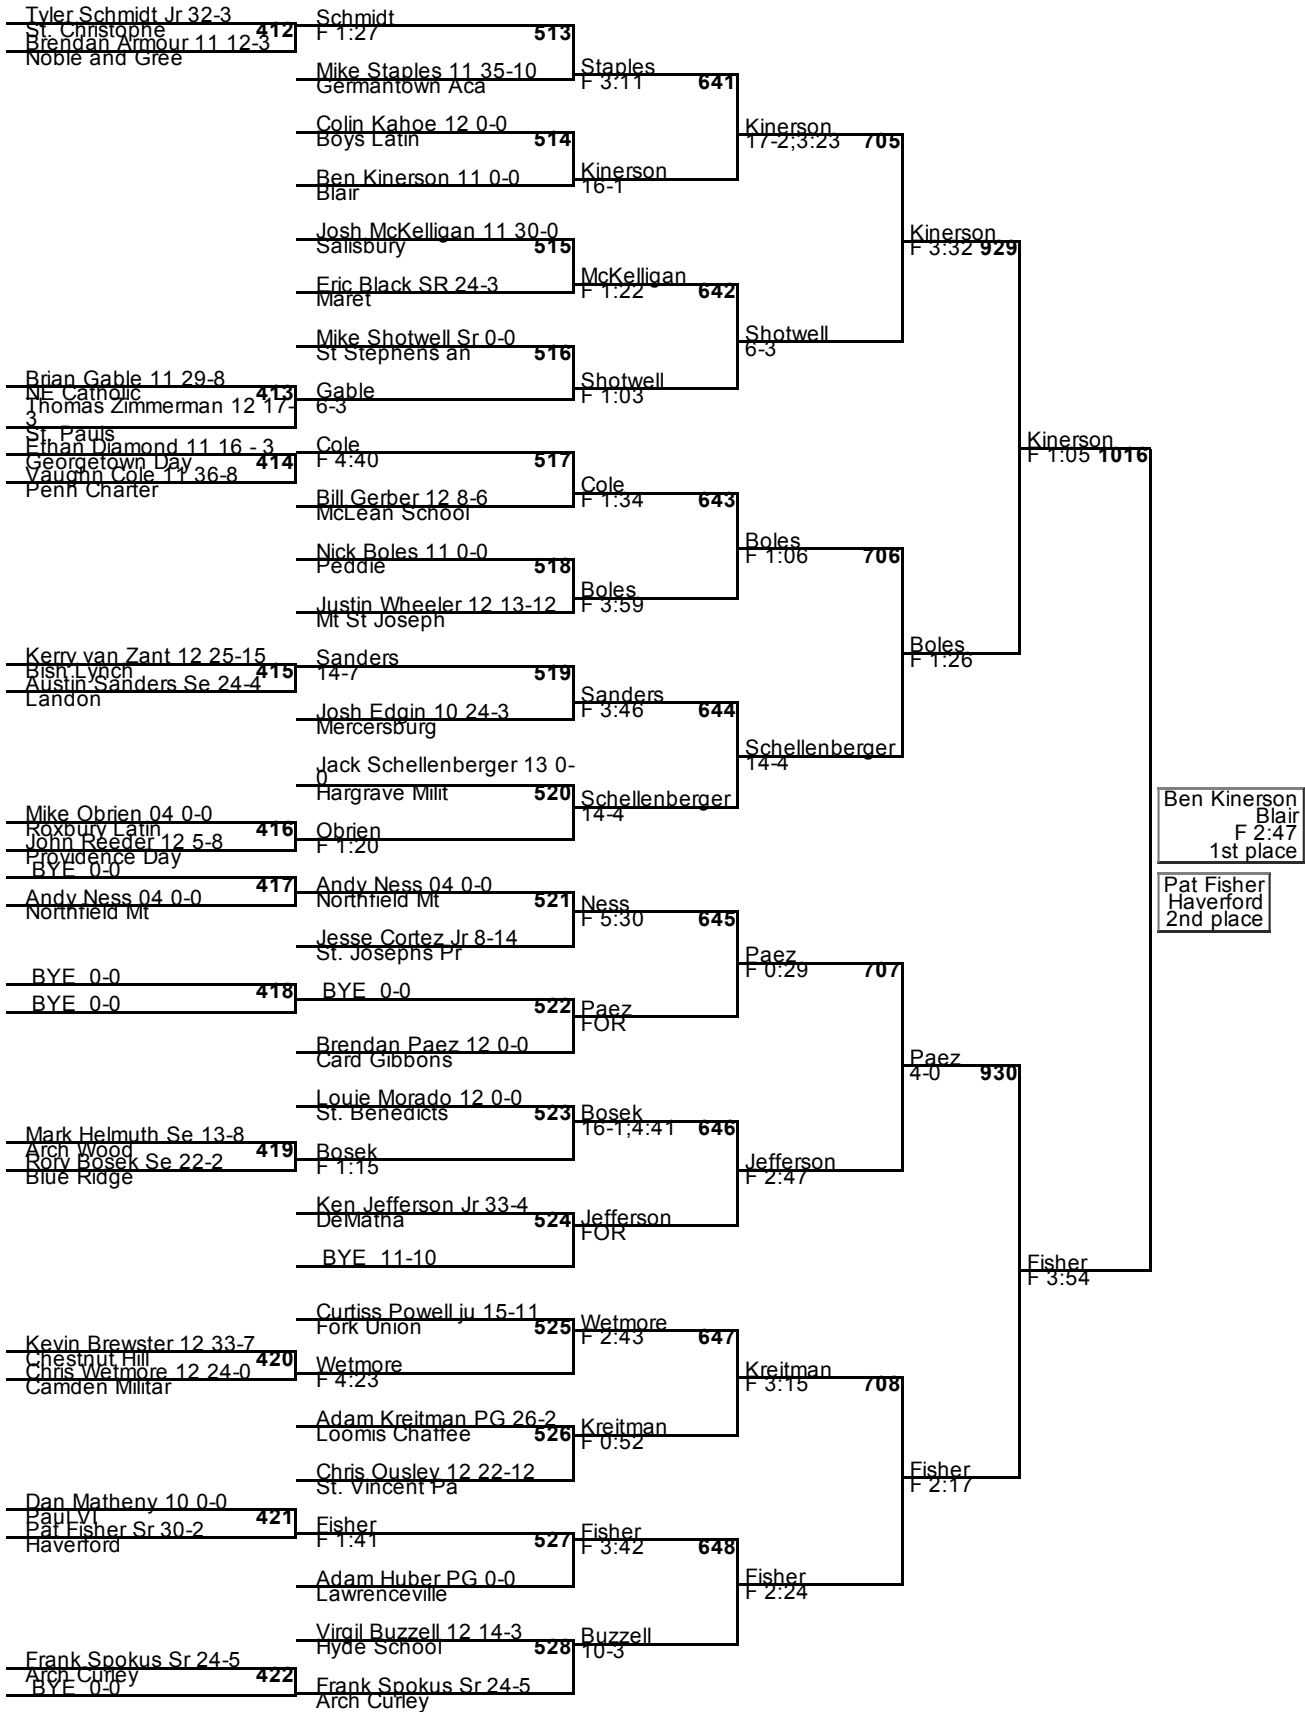 Tyler Schmidt Jr 32-3
St. Christophe
412
Brendan Armour 11 12-3
Noble and Gree
Schmidt
F 1:27
513
Mike Staples 11 35-10
Germantown Aca
Staples
F 3:11
641
Colin Kahoe 12 0-0
Boys Latin
514
Ben Kinerson 11 0-0
Blair
Kinerson
16-1
Kinerson
17-2;3:23
705
Josh McKelligan 11 30-0
Salisbury
515
Eric Black SR 24-3
Maret
McKelligan
F 1:22
642
Mike Shotwell Sr 0-0
St Stephens an
516
Brian Gable 11 29-8
NE Catholic
413
Thomas Zimmerman 12 17-
3
St. Pauls
Gable
6-3
Shotwell
F 1:03
Shotwell
6-3
Kinerson
F 3:32
929
Ethan Diamond 11 16 - 3
Georgetown Day
414
Vaughn Cole 11 36-8
Penn Charter
Cole
F 4:40
517
Bill Gerber 12 8-6
McLean School
Cole
F 1:34
643
Nick Boles 11 0-0
Peddie
518
Justin Wheeler 12 13-12
Mt St Joseph
Boles
F 3:59
Boles
F 1:06
706
Kerry van Zant 12 25-15
Bish Lynch
415
Austin Sanders Se 24-4
Landon
Sanders
14-7
519
Josh Edgin 10 24-3
Mercersburg
Sanders
F 3:46
644
Jack Schellenberger 13 0-
0
Hargrave Milit
520
Mike Obrien 04 0-0
Roxbury Latin
416
John Reeder 12 5-8
Providence Day
Obrien
F 1:20
Schellenberger
14-4
Schellenberger
14-4
Boles
F 1:26
Kinerson
F 1:05
1016
BYE 0-0
417
Andy Ness 04 0-0
Northfield Mt
Andy Ness 04 0-0
Northfield Mt
521
Jesse Cortez Jr 8-14
St. Josephs Pr
Ness
F 5:30
645
BYE 0-0
418
BYE 0-0
BYE 0-0
522
Brendan Paez 12 0-0
Card Gibbons
Paez
FOR
Paez
F 0:29
707
Louie Morado 12 0-0
St. Benedicts
523
Mark Helmuth Se 13-8
Arch Wood
419
Rory Bosek Se 22-2
Blue Ridge
Bosek
F 1:15
Bosek
16-1;4:41
646
Ken Jefferson Jr 33-4
DeMatha
524
BYE 11-10
Jefferson
FOR
Jefferson
F 2:47
Paez
4-0
930
Curtiss Powell ju 15-11
Fork Union
525
Kevin Brewster 12 33-7
Chestnut Hill
420
Chris Wetmore 12 24-0
Camden Militar
Wetmore
F 4:23
Wetmore
F 2:43
647
Adam Kreitman PG 26-2
Loomis Chaffee
526
Chris Ousley 12 22-12
St. Vincent Pa
Kreitman
F 0:52
Kreitman
F 3:15
708
Dan Matheny 10 0-0
Paul VI
421
Pat Fisher Sr 30-2
Haverford
Fisher
F 1:41
527
Adam Huber PG 0-0
Lawrenceville
Fisher
F 3:42
648
Virgil Buzzell 12 14-3
Hyde School
528
Frank Spokus Sr 24-5
Arch Curley
422
BYE 0-0
Frank Spokus Sr 24-5
Arch Curley
Buzzell
10-3
Fisher
F 2:24
Fisher
F 2:17
Fisher
F 3:54
Ben Kinerson
Blair
F 2:47
1st place
Pat Fisher
Haverford
2nd place